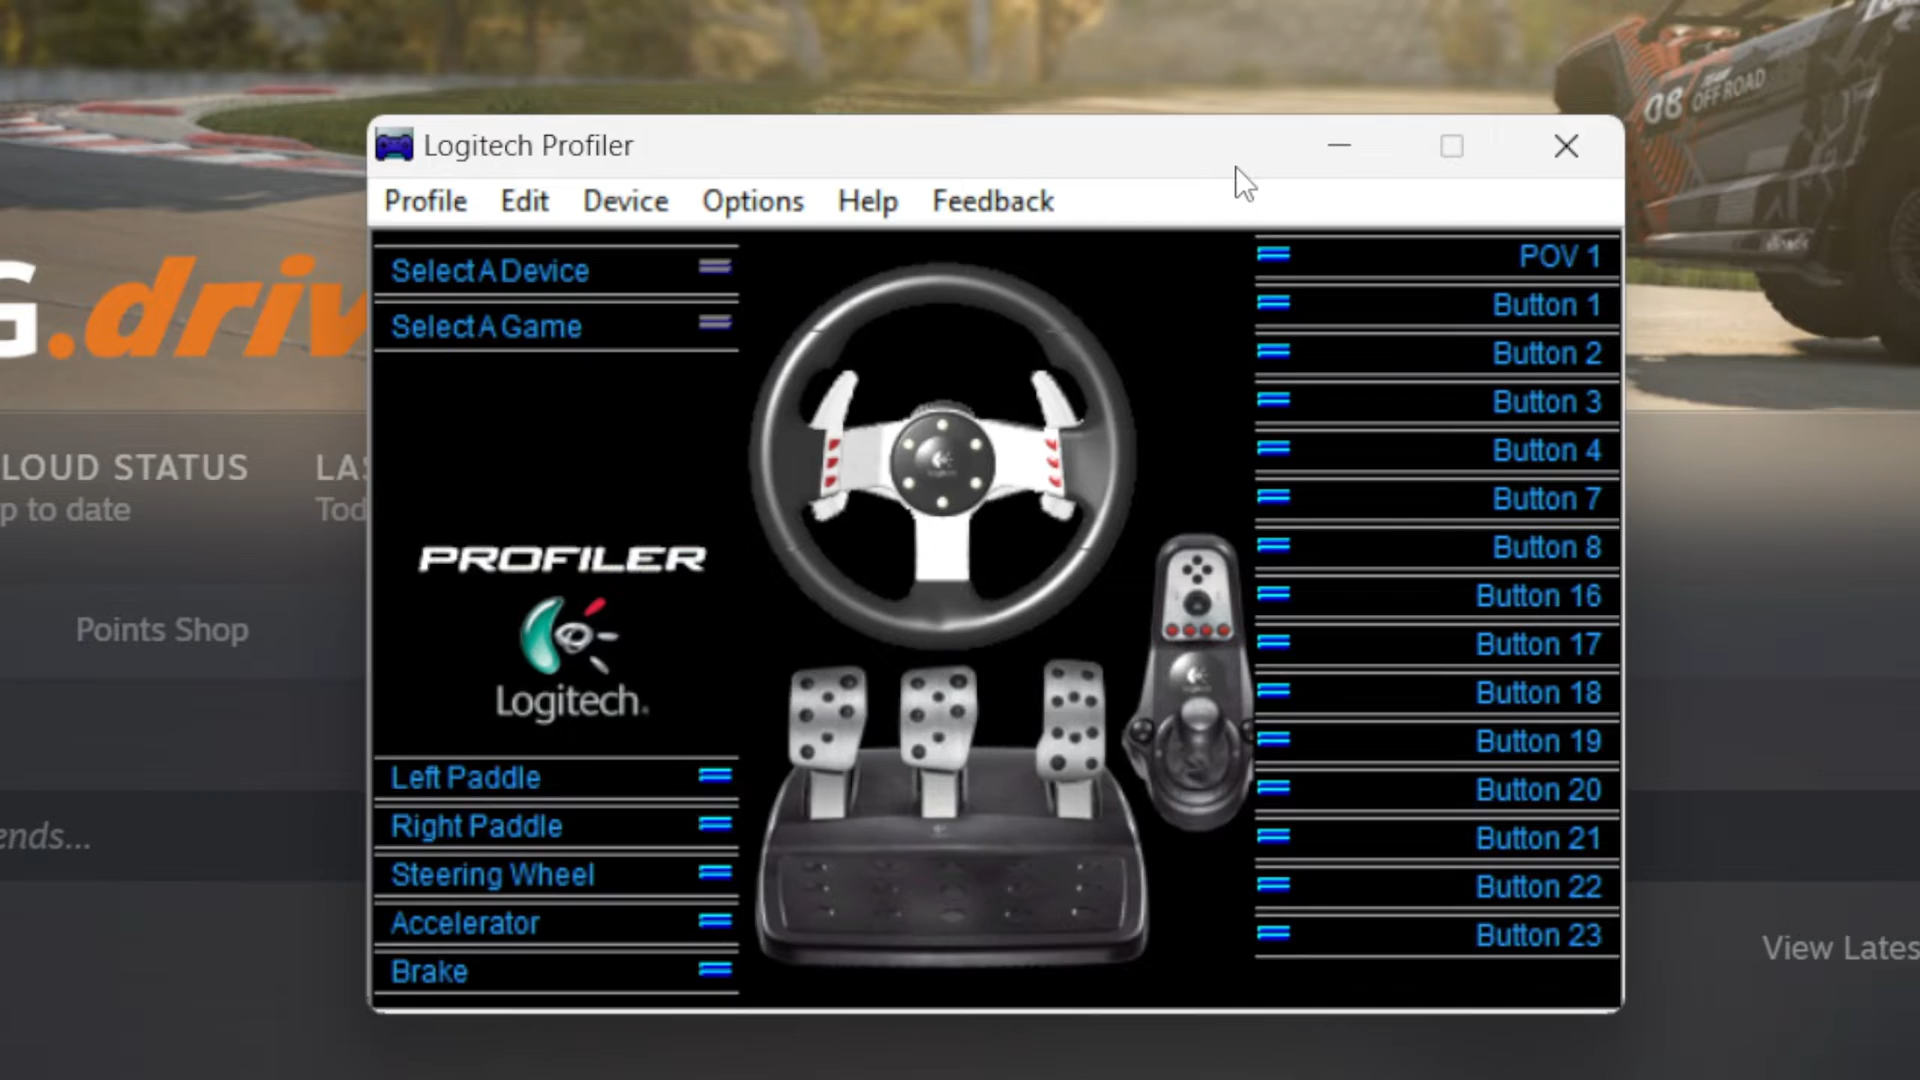 08 OFF ROAD
Logitech Profiler
Profile Edit Device Options Help Feedback
Select A Device
Select A Game
G.driv
LOUD STATUS
p to date
LAS
Tod
Points Shop
ends...
PROFILER
Logitech.
Left Paddle
Right Paddle
Steering Wheel
Accelerator
Brake
POV 1
Button 1
Button 2
Button 3
Button 4
Button 7
Button 8
Button 16
Button 17
Button 18
Button 19
Button 20
Button 21
Button 22
Button 23
View Lates